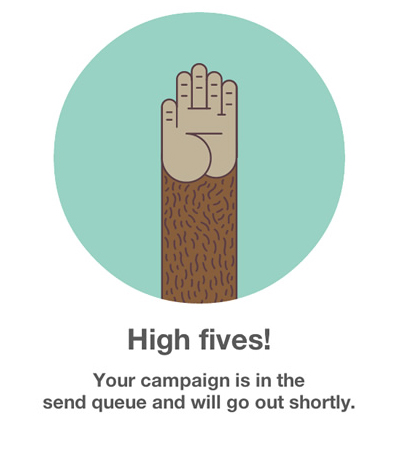 High fives!
Your campaign is in the
send queue and will go out shortly.